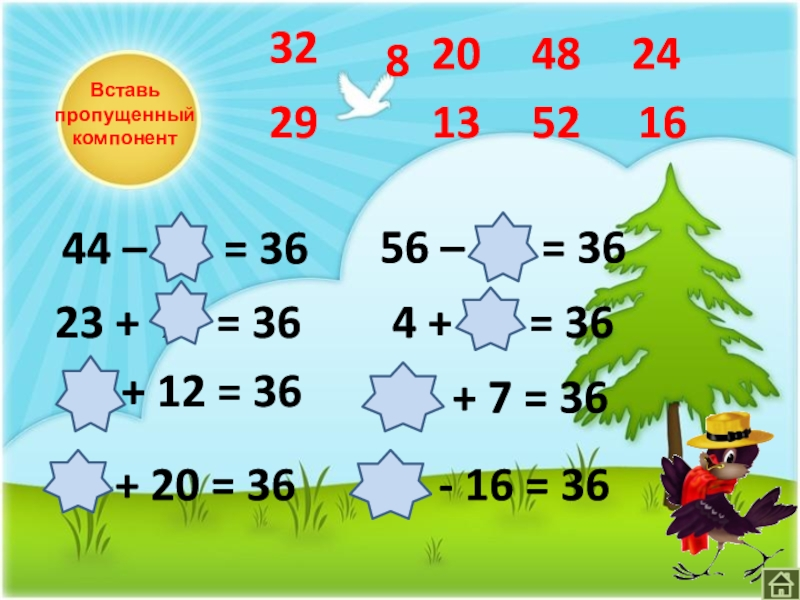 Вставь
пропущенный
компонент
32 8 20 48 24
29 13 52 16
44 – = 36
56 – = 36
23 + = 36
4 + = 36
+ 12 = 36
+ 7 = 36
+ 20 = 36
- 16 = 36